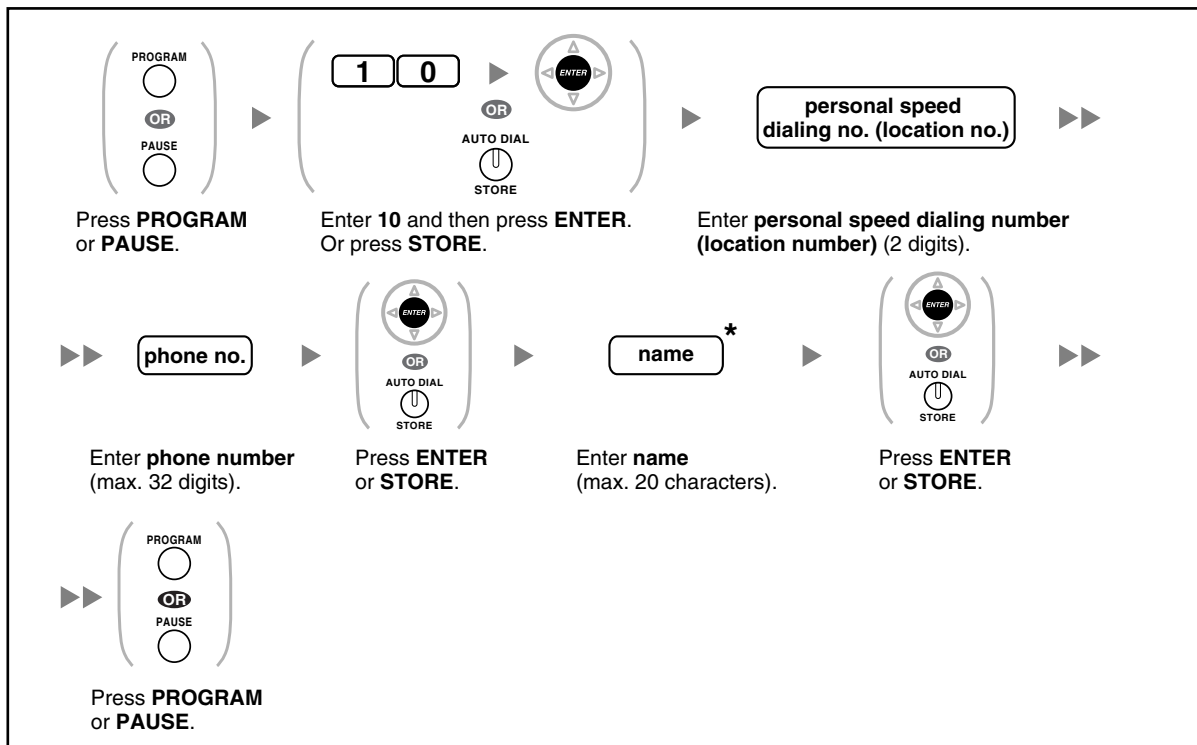 PROGRAM
OR
PAUSE
Press PROGRAM
or PAUSE.
1 0
ENTER
OR
AUTO DIAL
STORE
Enter 10 and then press ENTER.
Or press STORE.
personal speed
dialing no. (location no.)
Enter personal speed dialing number
(location number) (2 digits).
phone no.
Enter phone number
(max. 32 digits).
ENTER
OR
AUTO DIAL
STORE
Press ENTER
or STORE.
name *
Enter name
(max. 20 characters).
ENTER
OR
AUTO DIAL
STORE
Press ENTER
or STORE.
PROGRAM
OR
PAUSE
Press PROGRAM
or PAUSE.